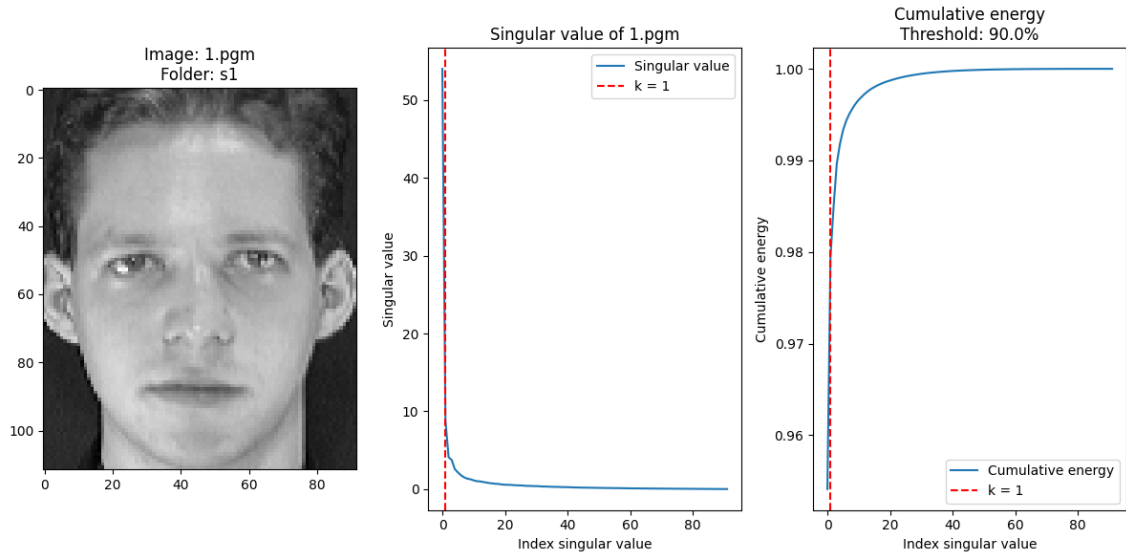 Image: 1.pgm
Folder: s1
0
20
40
60
80
100
0
20
40
60
80
Singular value of 1.pgm
Singular value
k = 1
50
40
30
20
10
0
Singular value
0
20
40
60
80
Index singular value
Cumulative energy
Threshold: 90.0%
1.00
0.99
0.98
0.97
0.96
Cumulative energy
Cumulative energy
k = 1
0
20
40
60
80
Index singular value